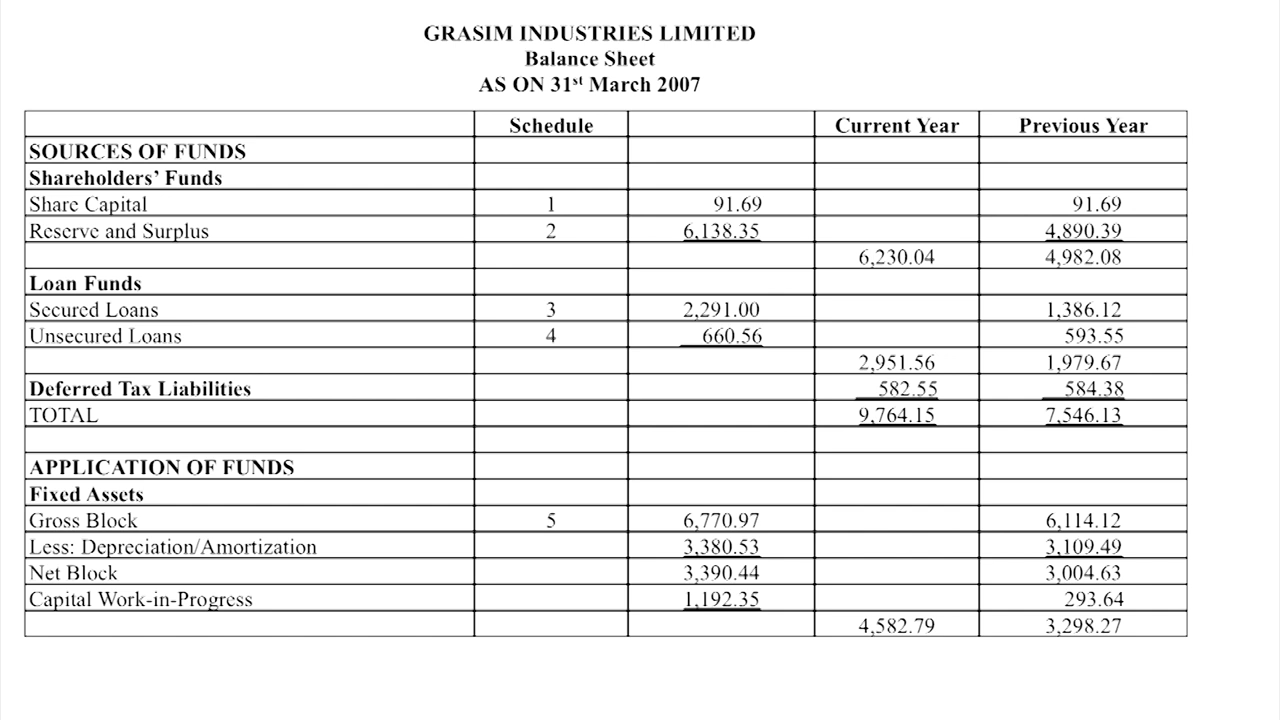 GRASIM INDUSTRIES LIMITED
Balance Sheet
AS ON 31st March 2007
Schedule Current Year Previous Year
SOURCES OF FUNDS
Shareholders' Funds
Share Capital 1 91.69 91.69
Reserve and Surplus 2 6,138.35 4,890.39
6,230.04 4,982.08
Loan Funds
Secured Loans 3 2,291.00 1,386.12
Unsecured Loans 4 660.56 593.55
2,951.56 1,979.67
Deferred Tax Liabilities 582.55 584.38
TOTAL 9,764.15 7,546.13
APPLICATION OF FUNDS
Fixed Assets
Gross Block 5 6,770.97 6,114.12
Less: Depreciation/Amortization 3,380.53 3,109.49
Net Block 3,390.44 3,004.63
Capital Work-in-Progress 1,192.35 293.64
4,582.79 3,298.27